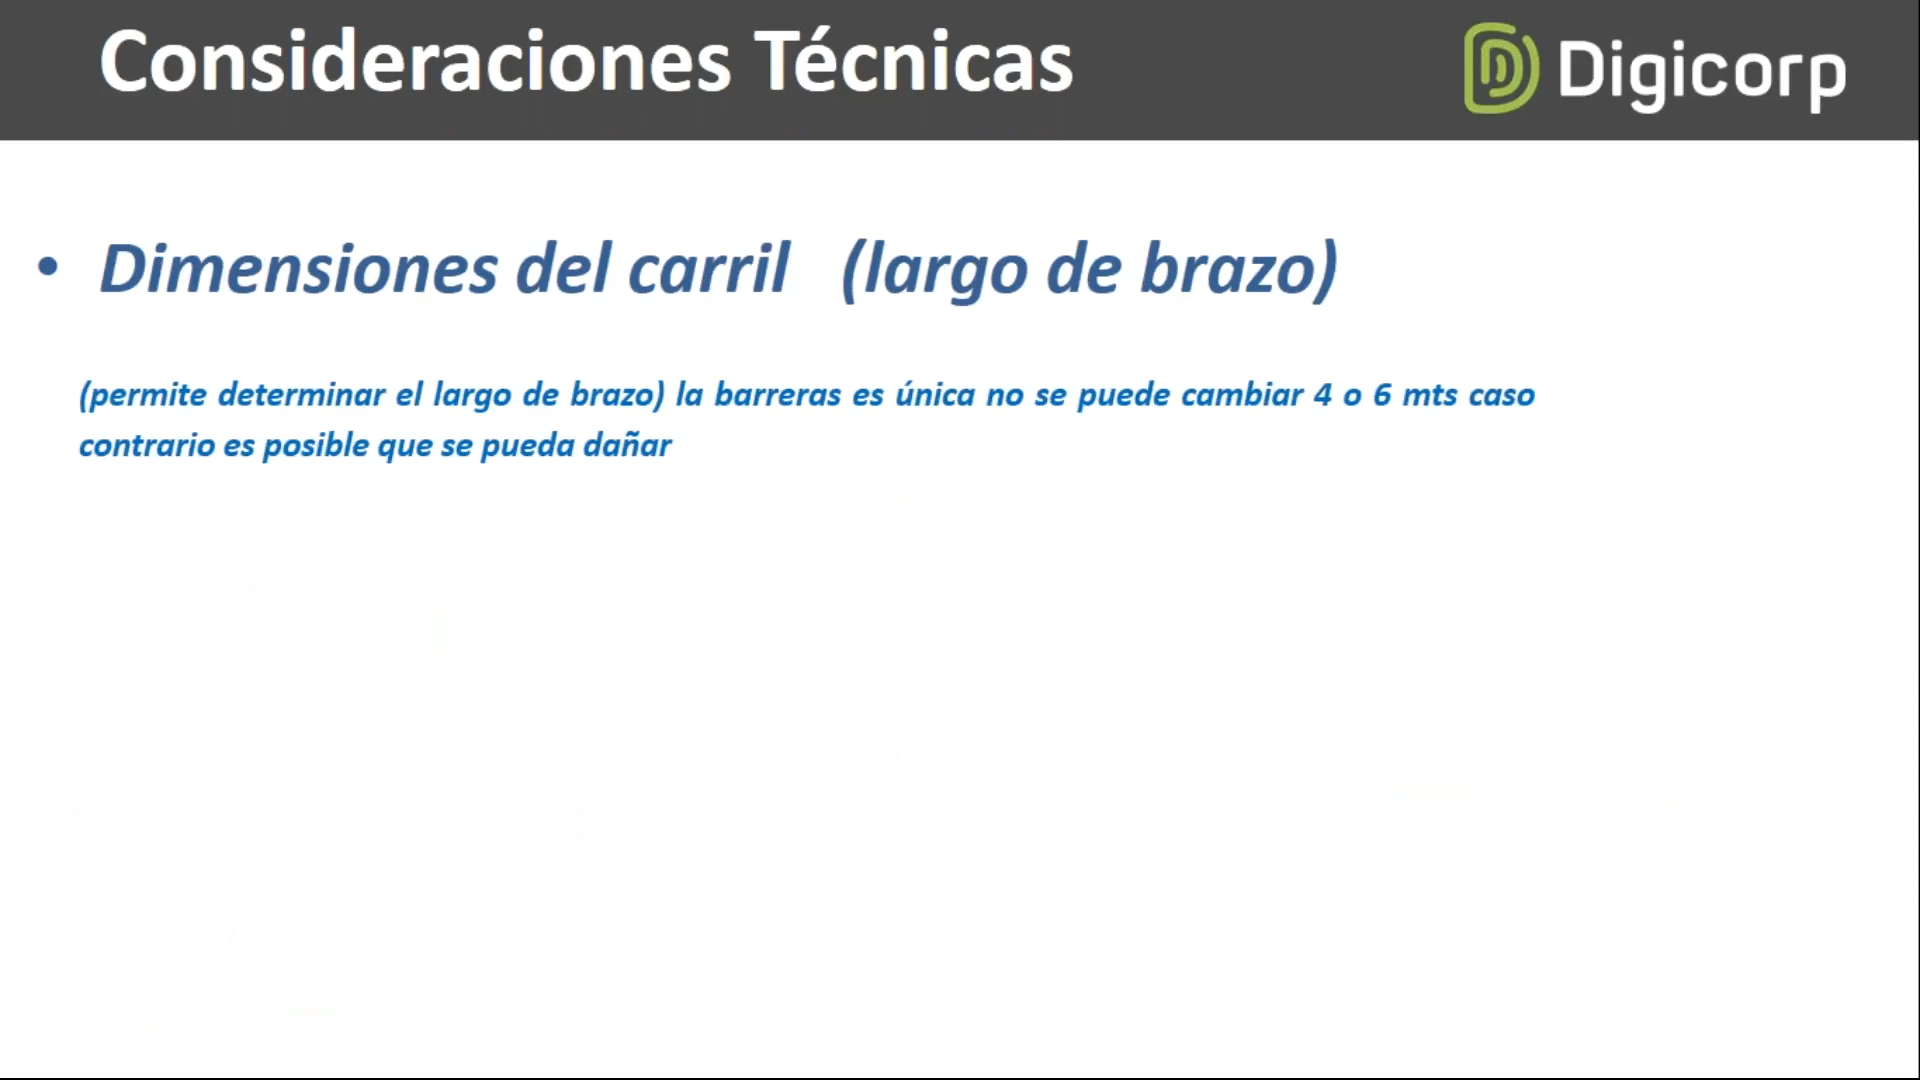 Consideraciones Técnicas
Digicorp
• Dimensiones del carril (largo de brazo)
(permite determinar el largo de brazo) la barreras es única no se puede cambiar 4 o 6 mts caso
contrario es posible que se pueda dañar